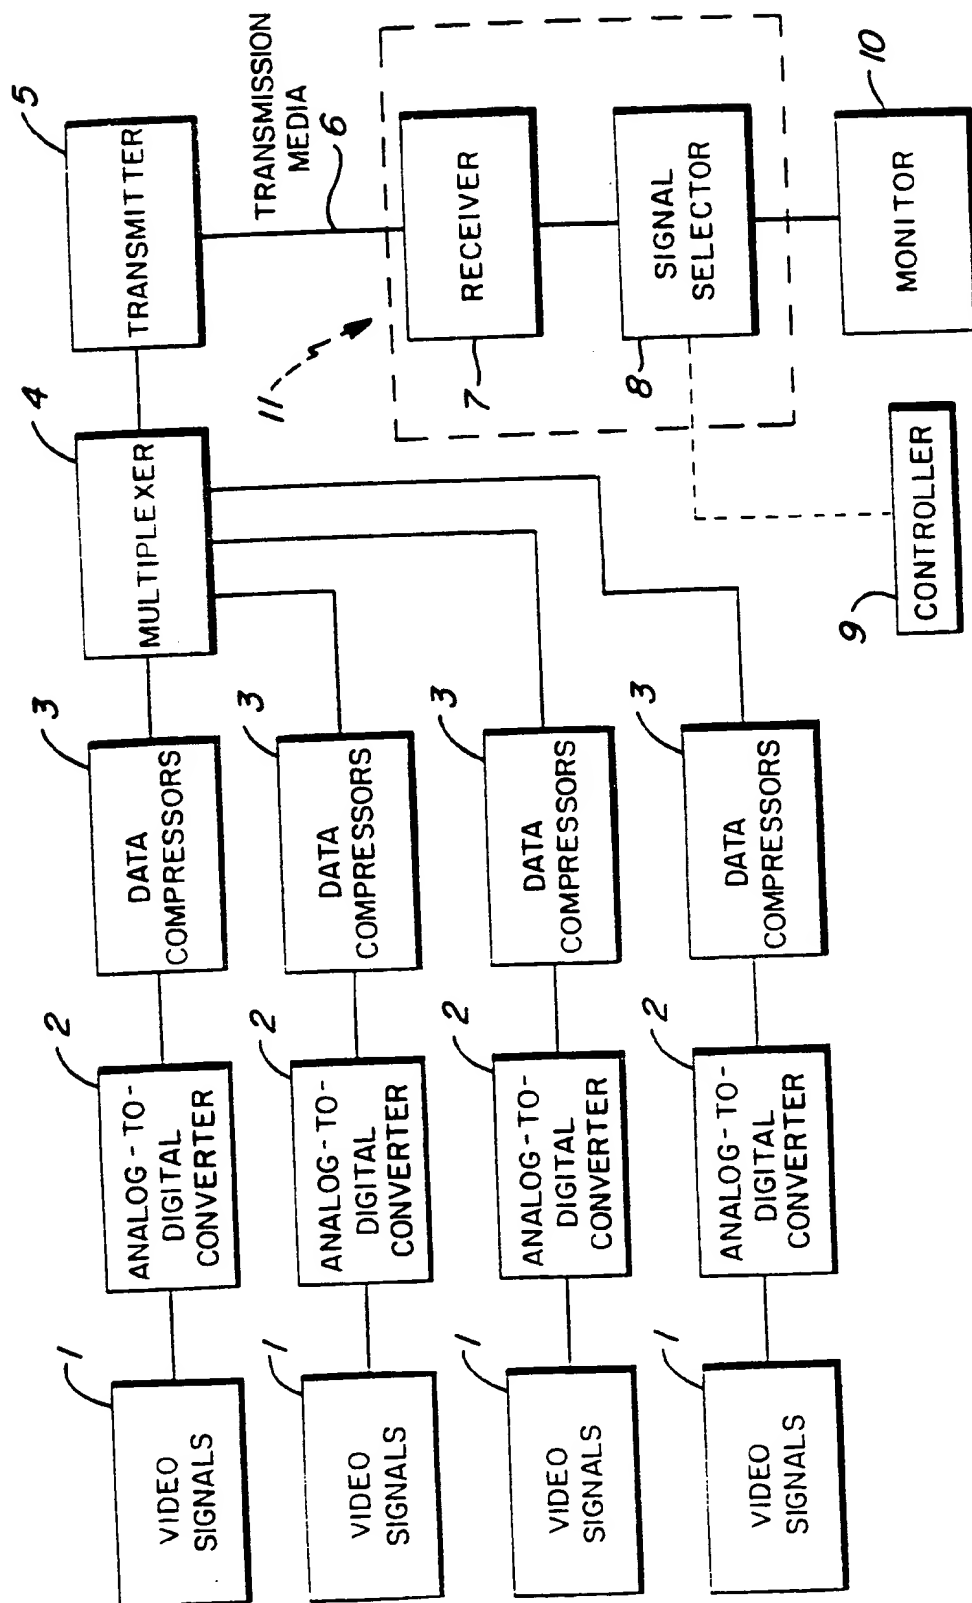 1
VIDEO
SIGNALS
2
ANALOG-TO-
DIGITAL
CONVERTER
3
DATA
COMPRESSORS
4
MULTIPLEXER
5
TRANSMITTER
1
VIDEO
SIGNALS
2
ANALOG-TO-
DIGITAL
CONVERTER
3
DATA
COMPRESSORS
1
VIDEO
SIGNALS
2
ANALOG-TO-
DIGITAL
CONVERTER
3
DATA
COMPRESSORS
1
VIDEO
SIGNALS
2
ANALOG-TO-
DIGITAL
CONVERTER
3
DATA
COMPRESSORS
TRANSMISSION
MEDIA
6
11
RECEIVER
7
SIGNAL
SELECTOR
8
CONTROLLER
9
MONITOR
10